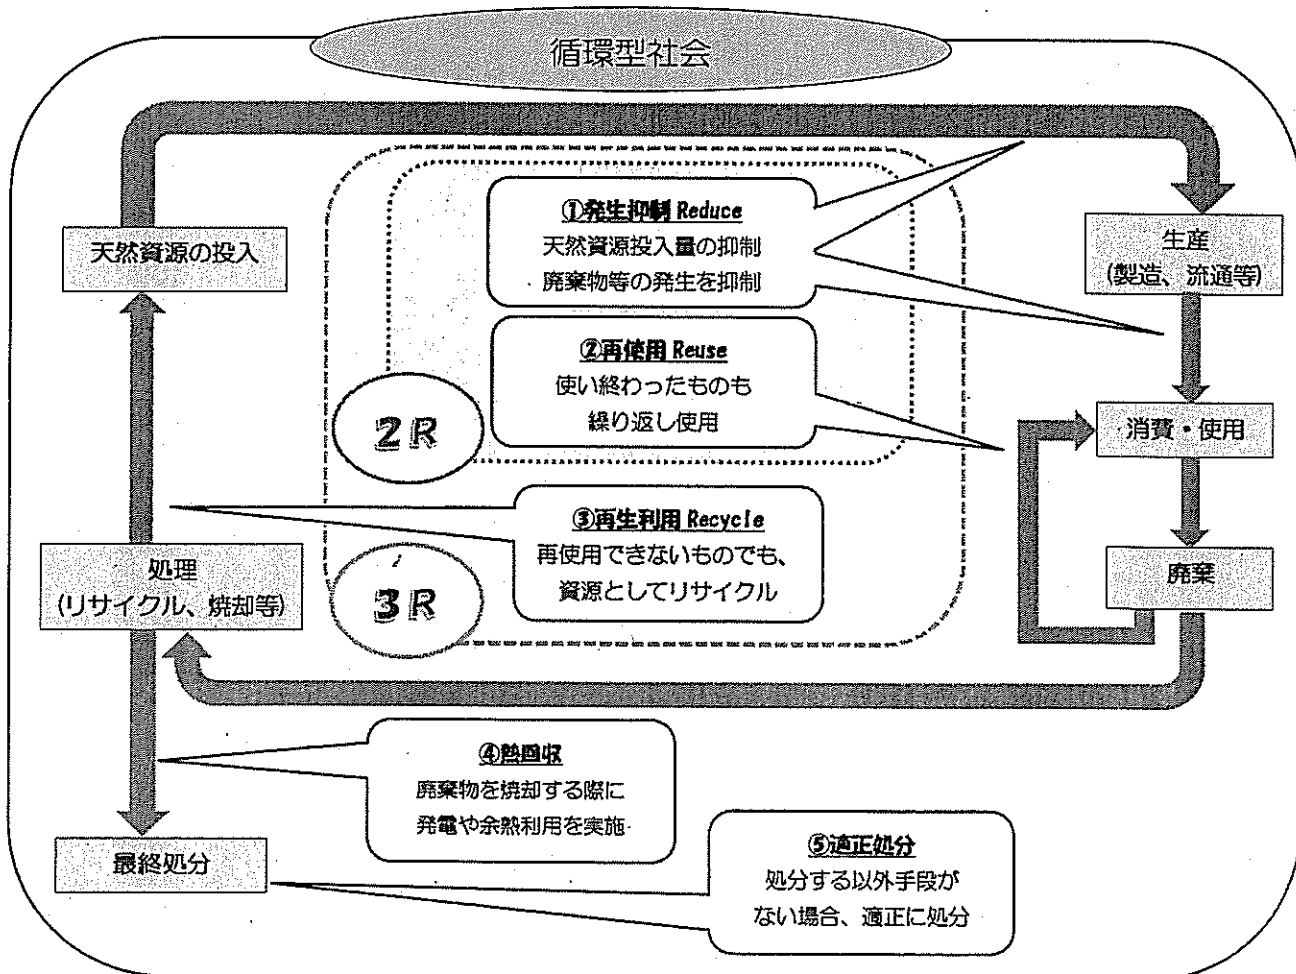 循環型社会
①発生抑制 Reduce
天然資源投入量の抑制
廃棄物等の発生を抑制
天然資源の投入
生産
(製造、流通等)
②再使用 Reuse
使い終わったものも
繰り返し使用
2R
消費・使用
③再生利用 Recycle
再使用できないものでも、
資源としてリサイクル
処理
(リサイクル、焼却等)
3R
廃棄
④熱回収
廃棄物を焼却する際に
発電や余熱利用を実施
最終処分
⑤適正処分
処分する以外手段が
ない場合、適正に処分